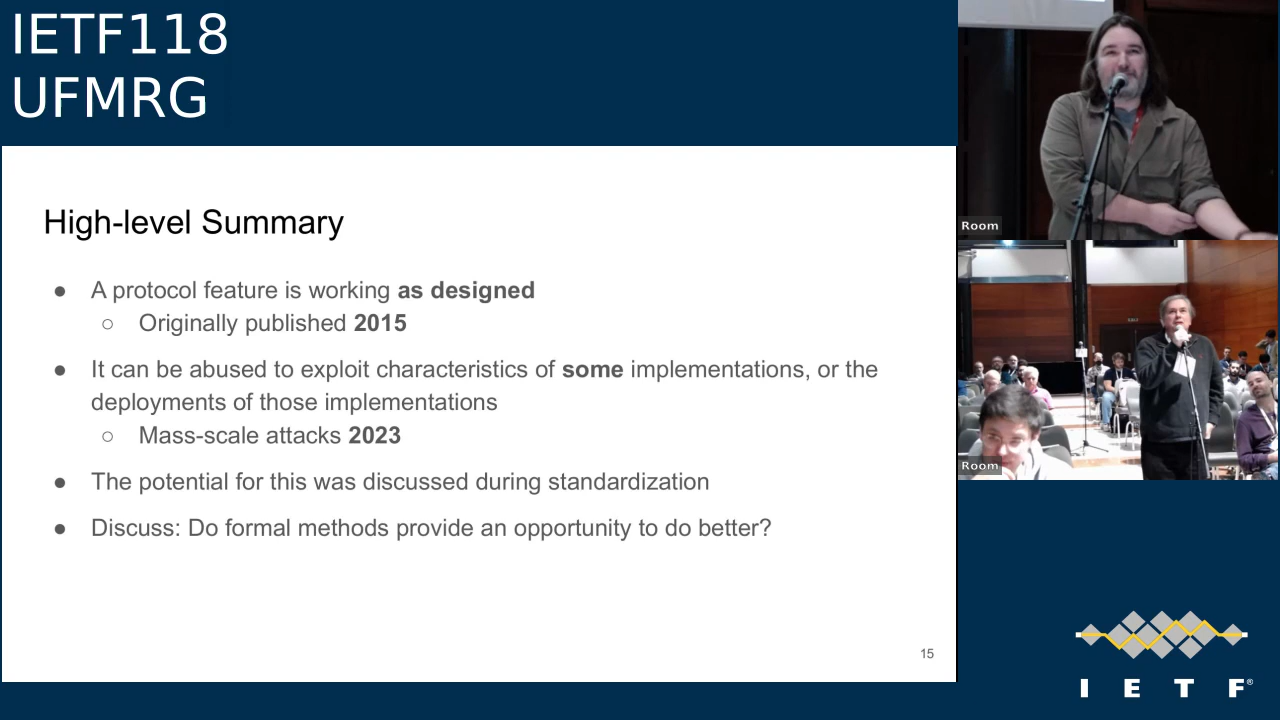 IETF118
UFMRG
High-level Summary
● A protocol feature is working as designed
○ Originally published 2015
● It can be abused to exploit characteristics of some implementations, or the
deployments of those implementations
○ Mass-scale attacks 2023
● The potential for this was discussed during standardization
● Discuss: Do formal methods provide an opportunity to do better?
15
Room
Room
I E T F®